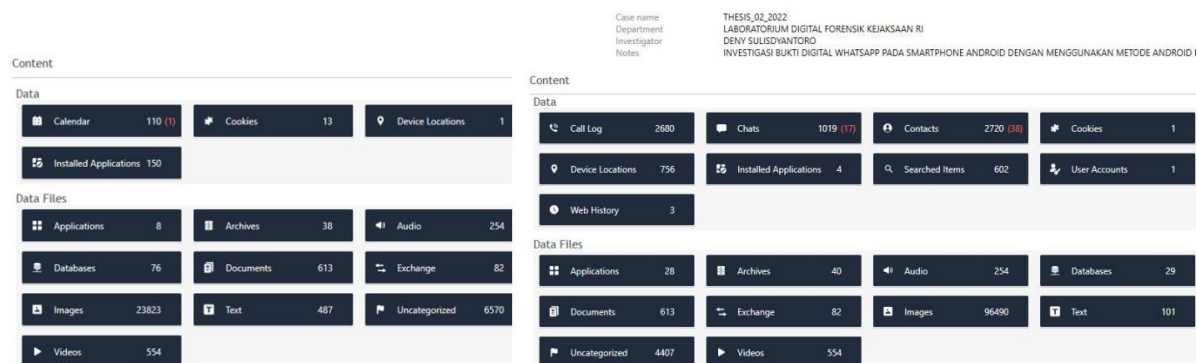 Case name THESIS_02_2022
Department LABORATORIUM DIGITAL FORENSIK KEJAKSAAN RI
Investigator DENY SULISDYANTORO
Notes INVESTIGASI BUKTI DIGITAL WHATSAPP PADA SMARTPHONE ANDROID DENGAN MENGGUNAKAN METODE ANDROID
Content
Data
Calendar 110 (1) Cookies 13 Device Locations 1
Installed Applications 150
Data Files
Applications 8 Archives 38 Audio 254
Databases 76 Documents 613 Exchange 82
Images 23823 Text 487 Uncategorized 6570
Videos 554
Content
Data
Call Log 2680 Chats 1019 (17) Contacts 2720 (38) Cookies 1
Device Locations 756 Installed Applications 4 Searched Items 602 User Accounts 1
Web History 3
Data Files
Applications 28 Archives 40 Audio 254 Databases 29
Documents 613 Exchange 82 Images 96490 Text 101
Uncategorized 4407 Videos 554